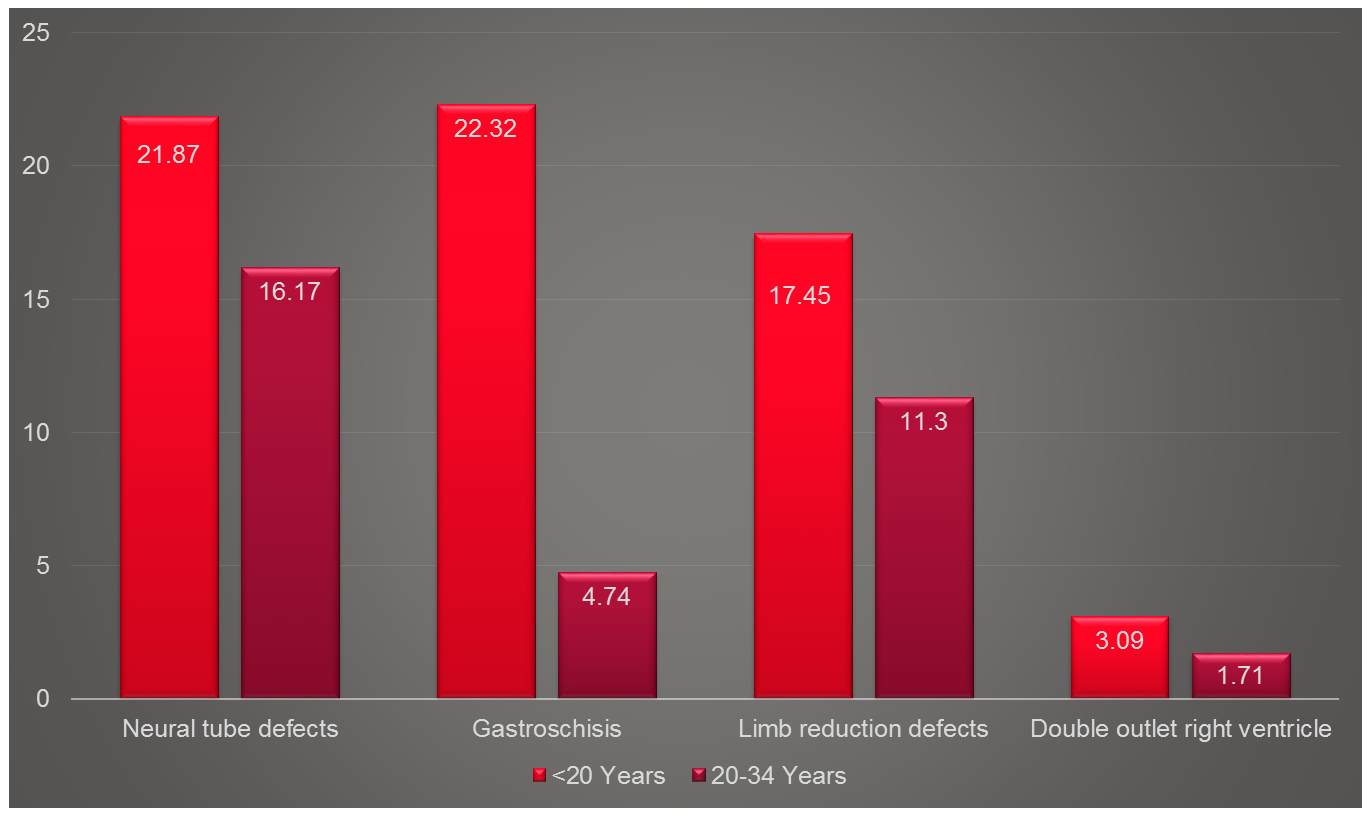 25
20
15
10
5
0
21.87
16.17
22.32
4.74
17.45
11.3
3.09
1.71
Neural tube defects
Gastroschisis
Limb reduction defects
Double outlet right ventricle
<20 Years
20-34 Years